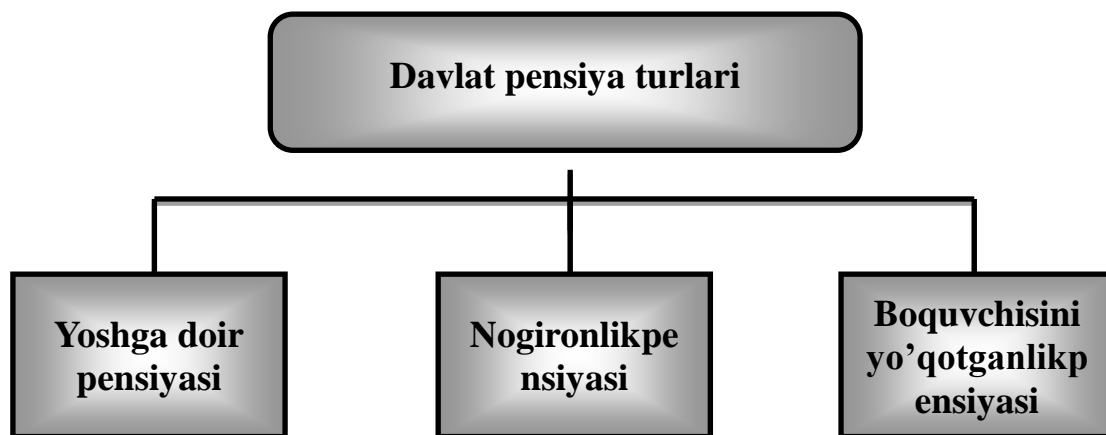 Davlat pensiya turlari
Yoshga doir
pensiyasi
Nogironlikpe
nsiyasi
Boquvchisini
yo’qotganlikp
ensiyasi